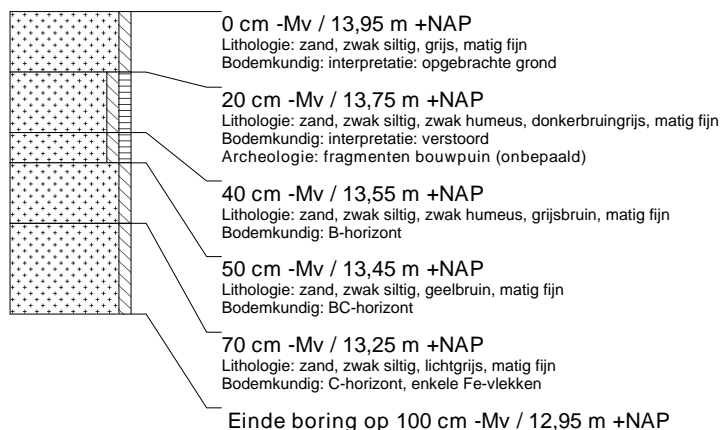 0 cm -Mv / 13,95 m +NAP
Lithologie: zand, zwak siltig, grijs, matig fijn
Bodemkundig: interpretatie: opgebrachte grond
20 cm -Mv / 13,75 m +NAP
Lithologie: zand, zwak siltig, zwak humeus, donkerbruingrijs, matig fijn
Bodemkundig: interpretatie: verstoord
Archeologie: fragmenten bouwpuin (onbepaald)
40 cm -Mv / 13,55 m +NAP
Lithologie: zand, zwak siltig, zwak humeus, grijsbruin, matig fijn
Bodemkundig: B-horizont
50 cm -Mv / 13,45 m +NAP
Lithologie: zand, zwak siltig, geelbruin, matig fijn
Bodemkundig: BC-horizont
70 cm -Mv / 13,25 m +NAP
Lithologie: zand, zwak siltig, lichtgrijs, matig fijn
Bodemkundig: C-horizont, enkele Fe-vlekken
Einde boring op 100 cm -Mv / 12,95 m +NAP